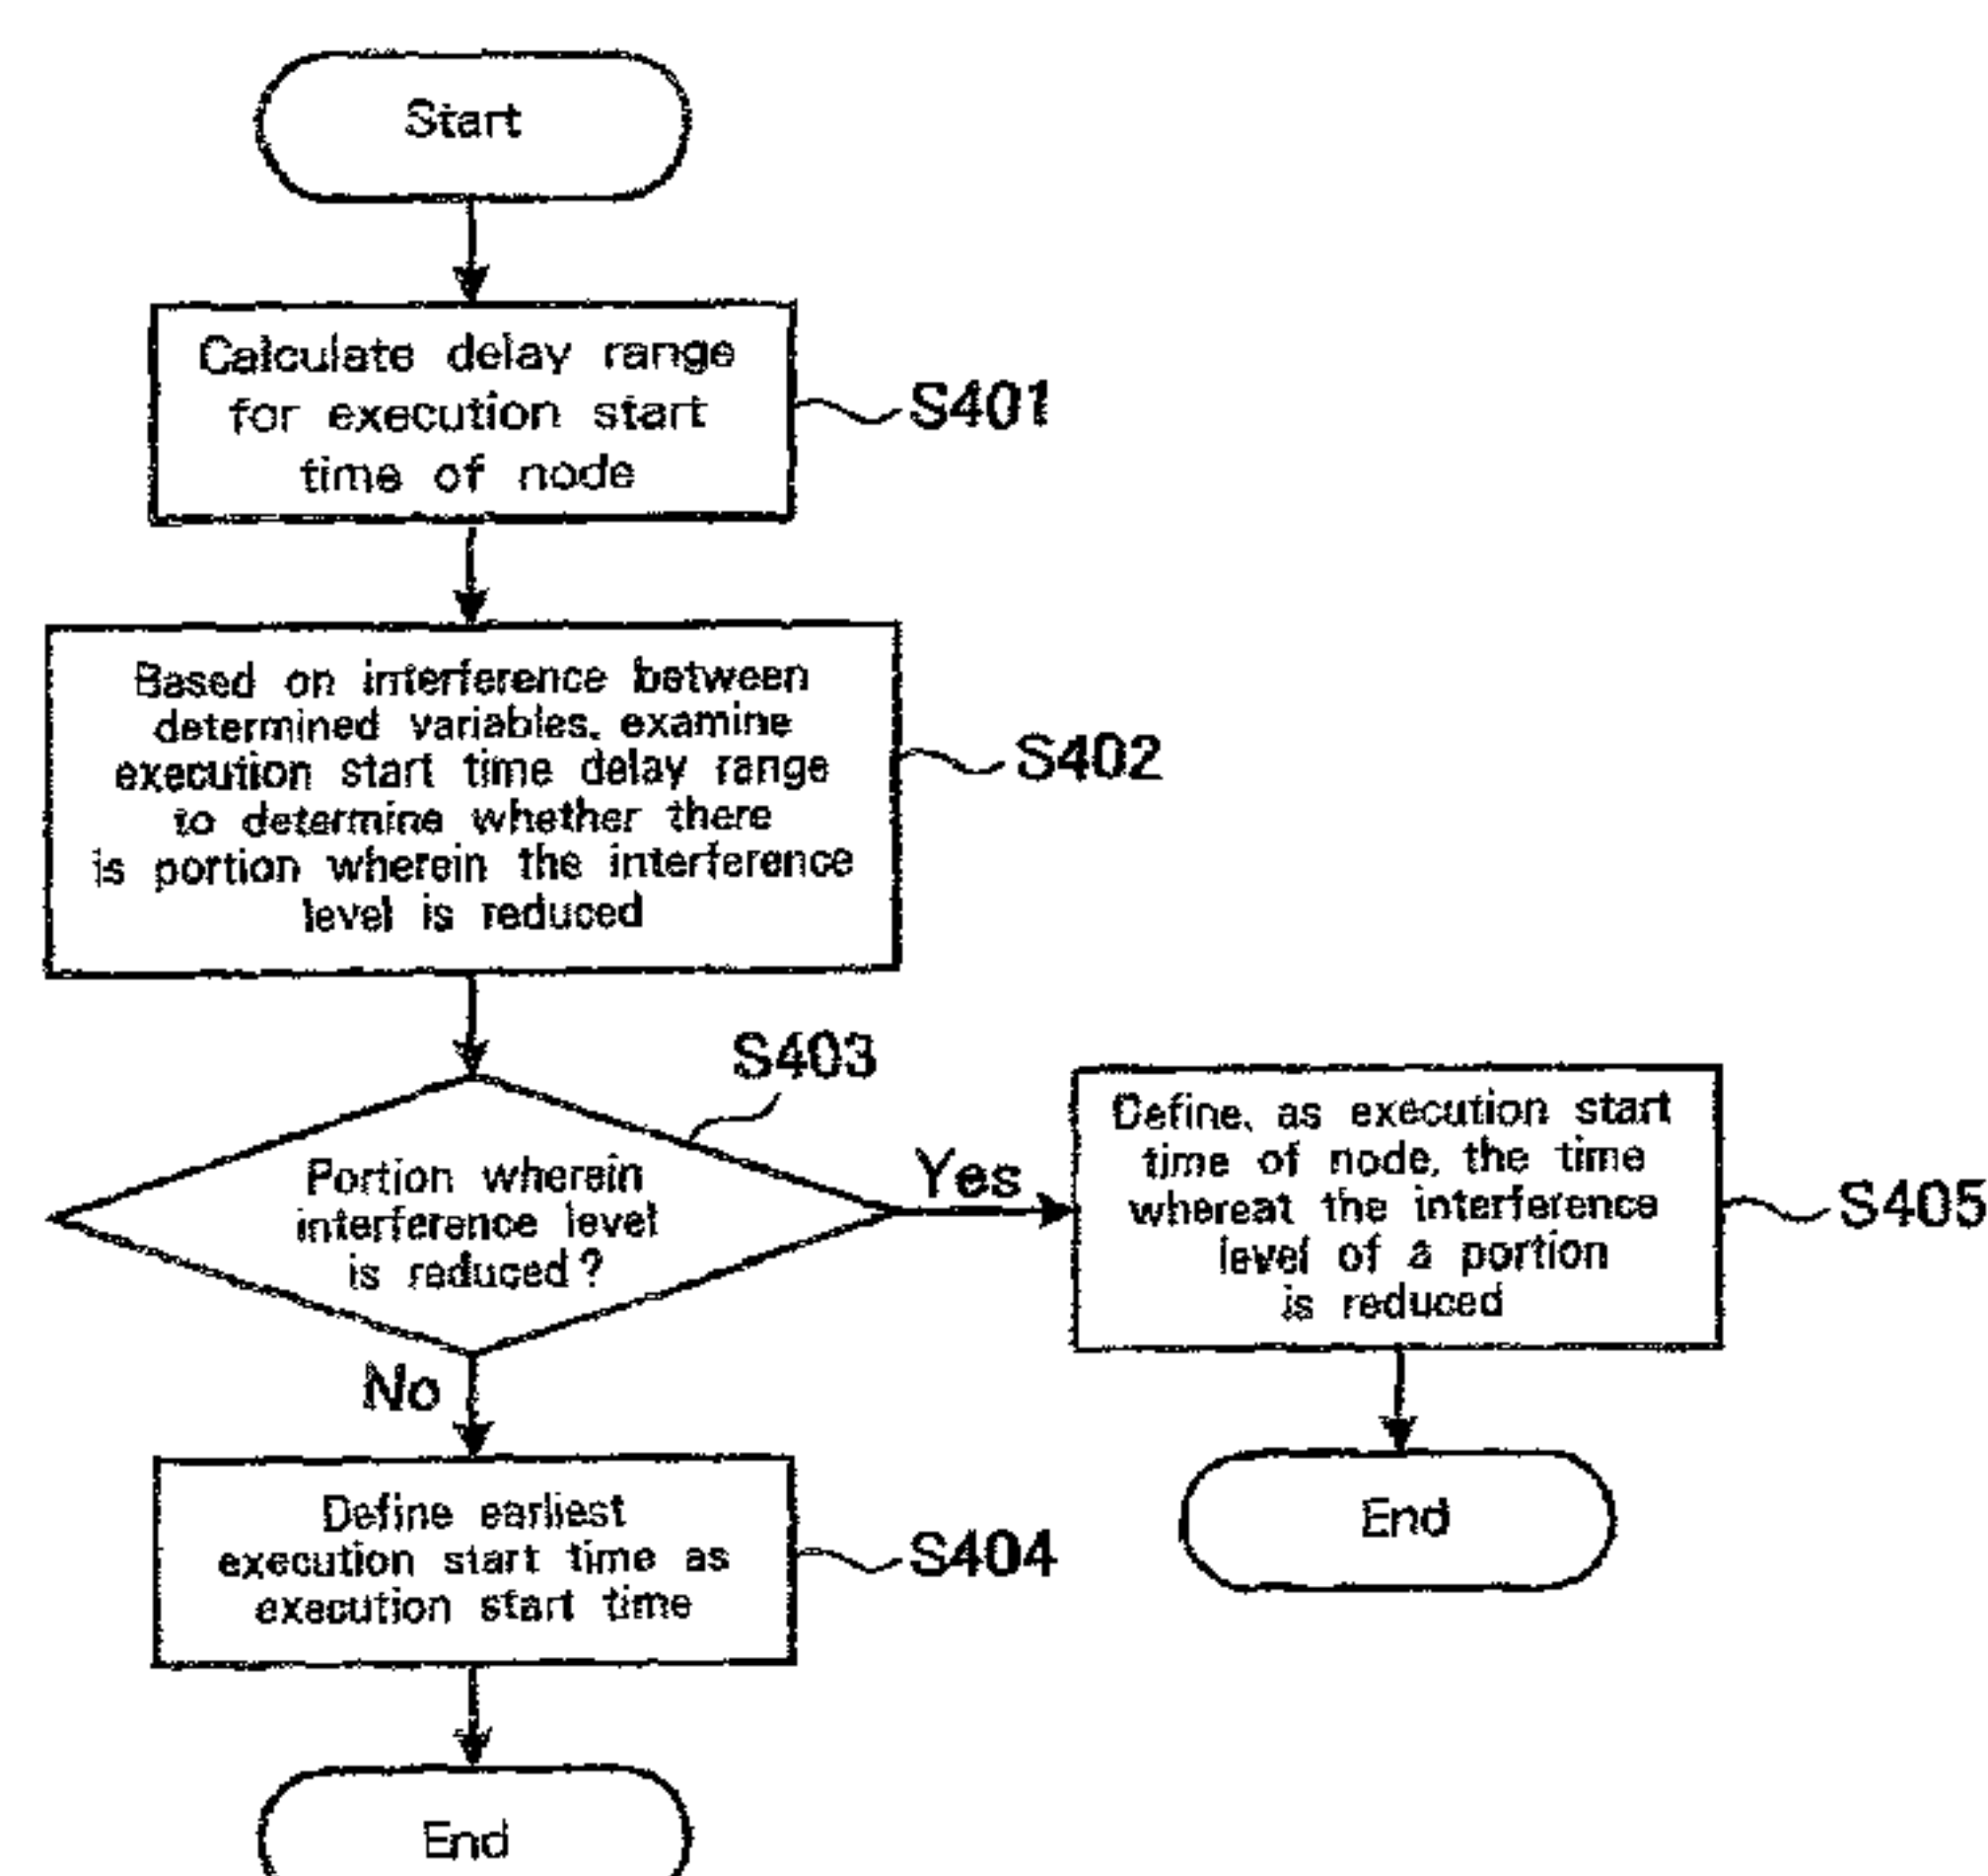 Start
Calculate delay range
for execution start
time of node
S401
Based on interference between
determined variables, examine
execution start time delay range
to determine whether there
is portion wherein the interference
level is reduced
S402
S403
Portion wherein
interference level
is reduced?
Yes
No
Define, as execution start
time of node, the time
whereat the interference
level of a portion
is reduced
S405
End
Define earliest
execution start time as
execution start time
S404
End